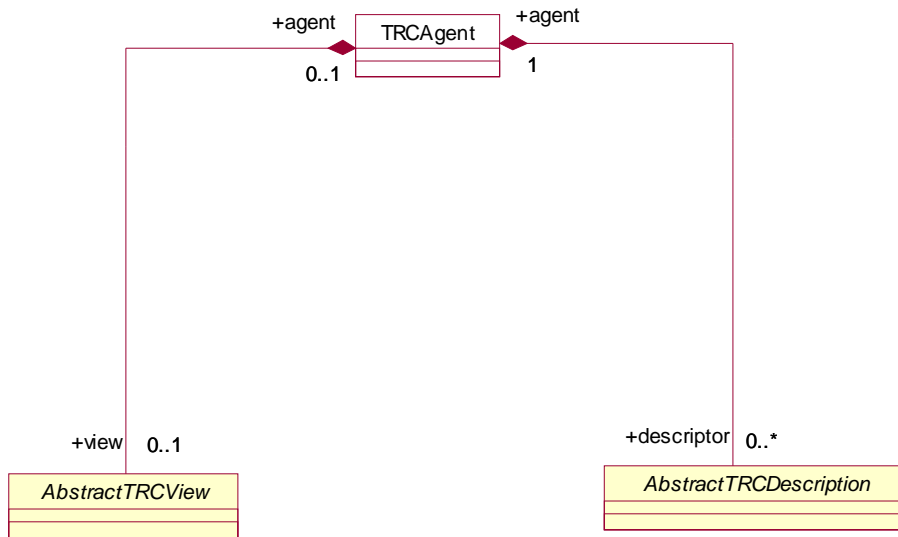 +agent
TRCAgent
+agent
0..1
1
+view
0..1
+descriptor
0..*
AbstractTRCView
AbstractTRCDescription